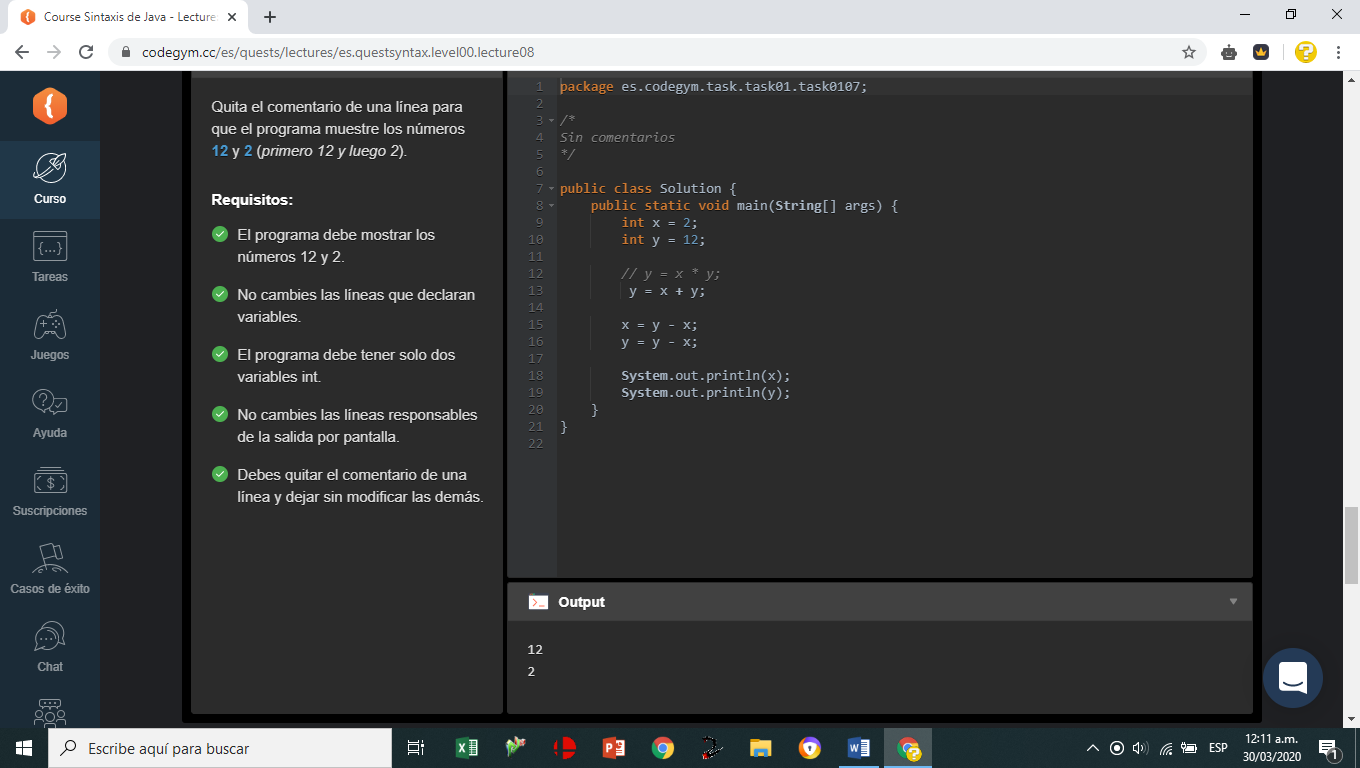 Course Sintaxis de Java - Lecture
codegym.cc/es/quests/lectures/es.questsyntax.level00.lecture08
Curso
Tareas
Juegos
Ayuda
Suscripciones
Casos de éxito
Chat
Quita el comentario de una línea para
que el programa muestre los números
12 y 2 (primero 12 y luego 2).
Requisitos:
El programa debe mostrar los
números 12 y 2.
No cambies las líneas que declaran
variables.
El programa debe tener solo dos
variables int.
No cambies las líneas responsables
de la salida por pantalla.
Debes quitar el comentario de una
línea y dejar sin modificar las demás.
1 package es.codegym.task.task01.task0107;
2
3 /*
4 Sin comentarios
5 */
6
7 public class Solution {
8     public static void main(String[] args) {
9         int x = 2;
10         int y = 12;
11
12         // y = x * y;
13          y = x + y;
14
15         x = y - x;
16         y = y - x;
17
18         System.out.println(x);
19         System.out.println(y);
20     }
21 }
22
Output
12
2
Escribe aquí para buscar
ESP
12:11 a.m.
30/03/2020
1